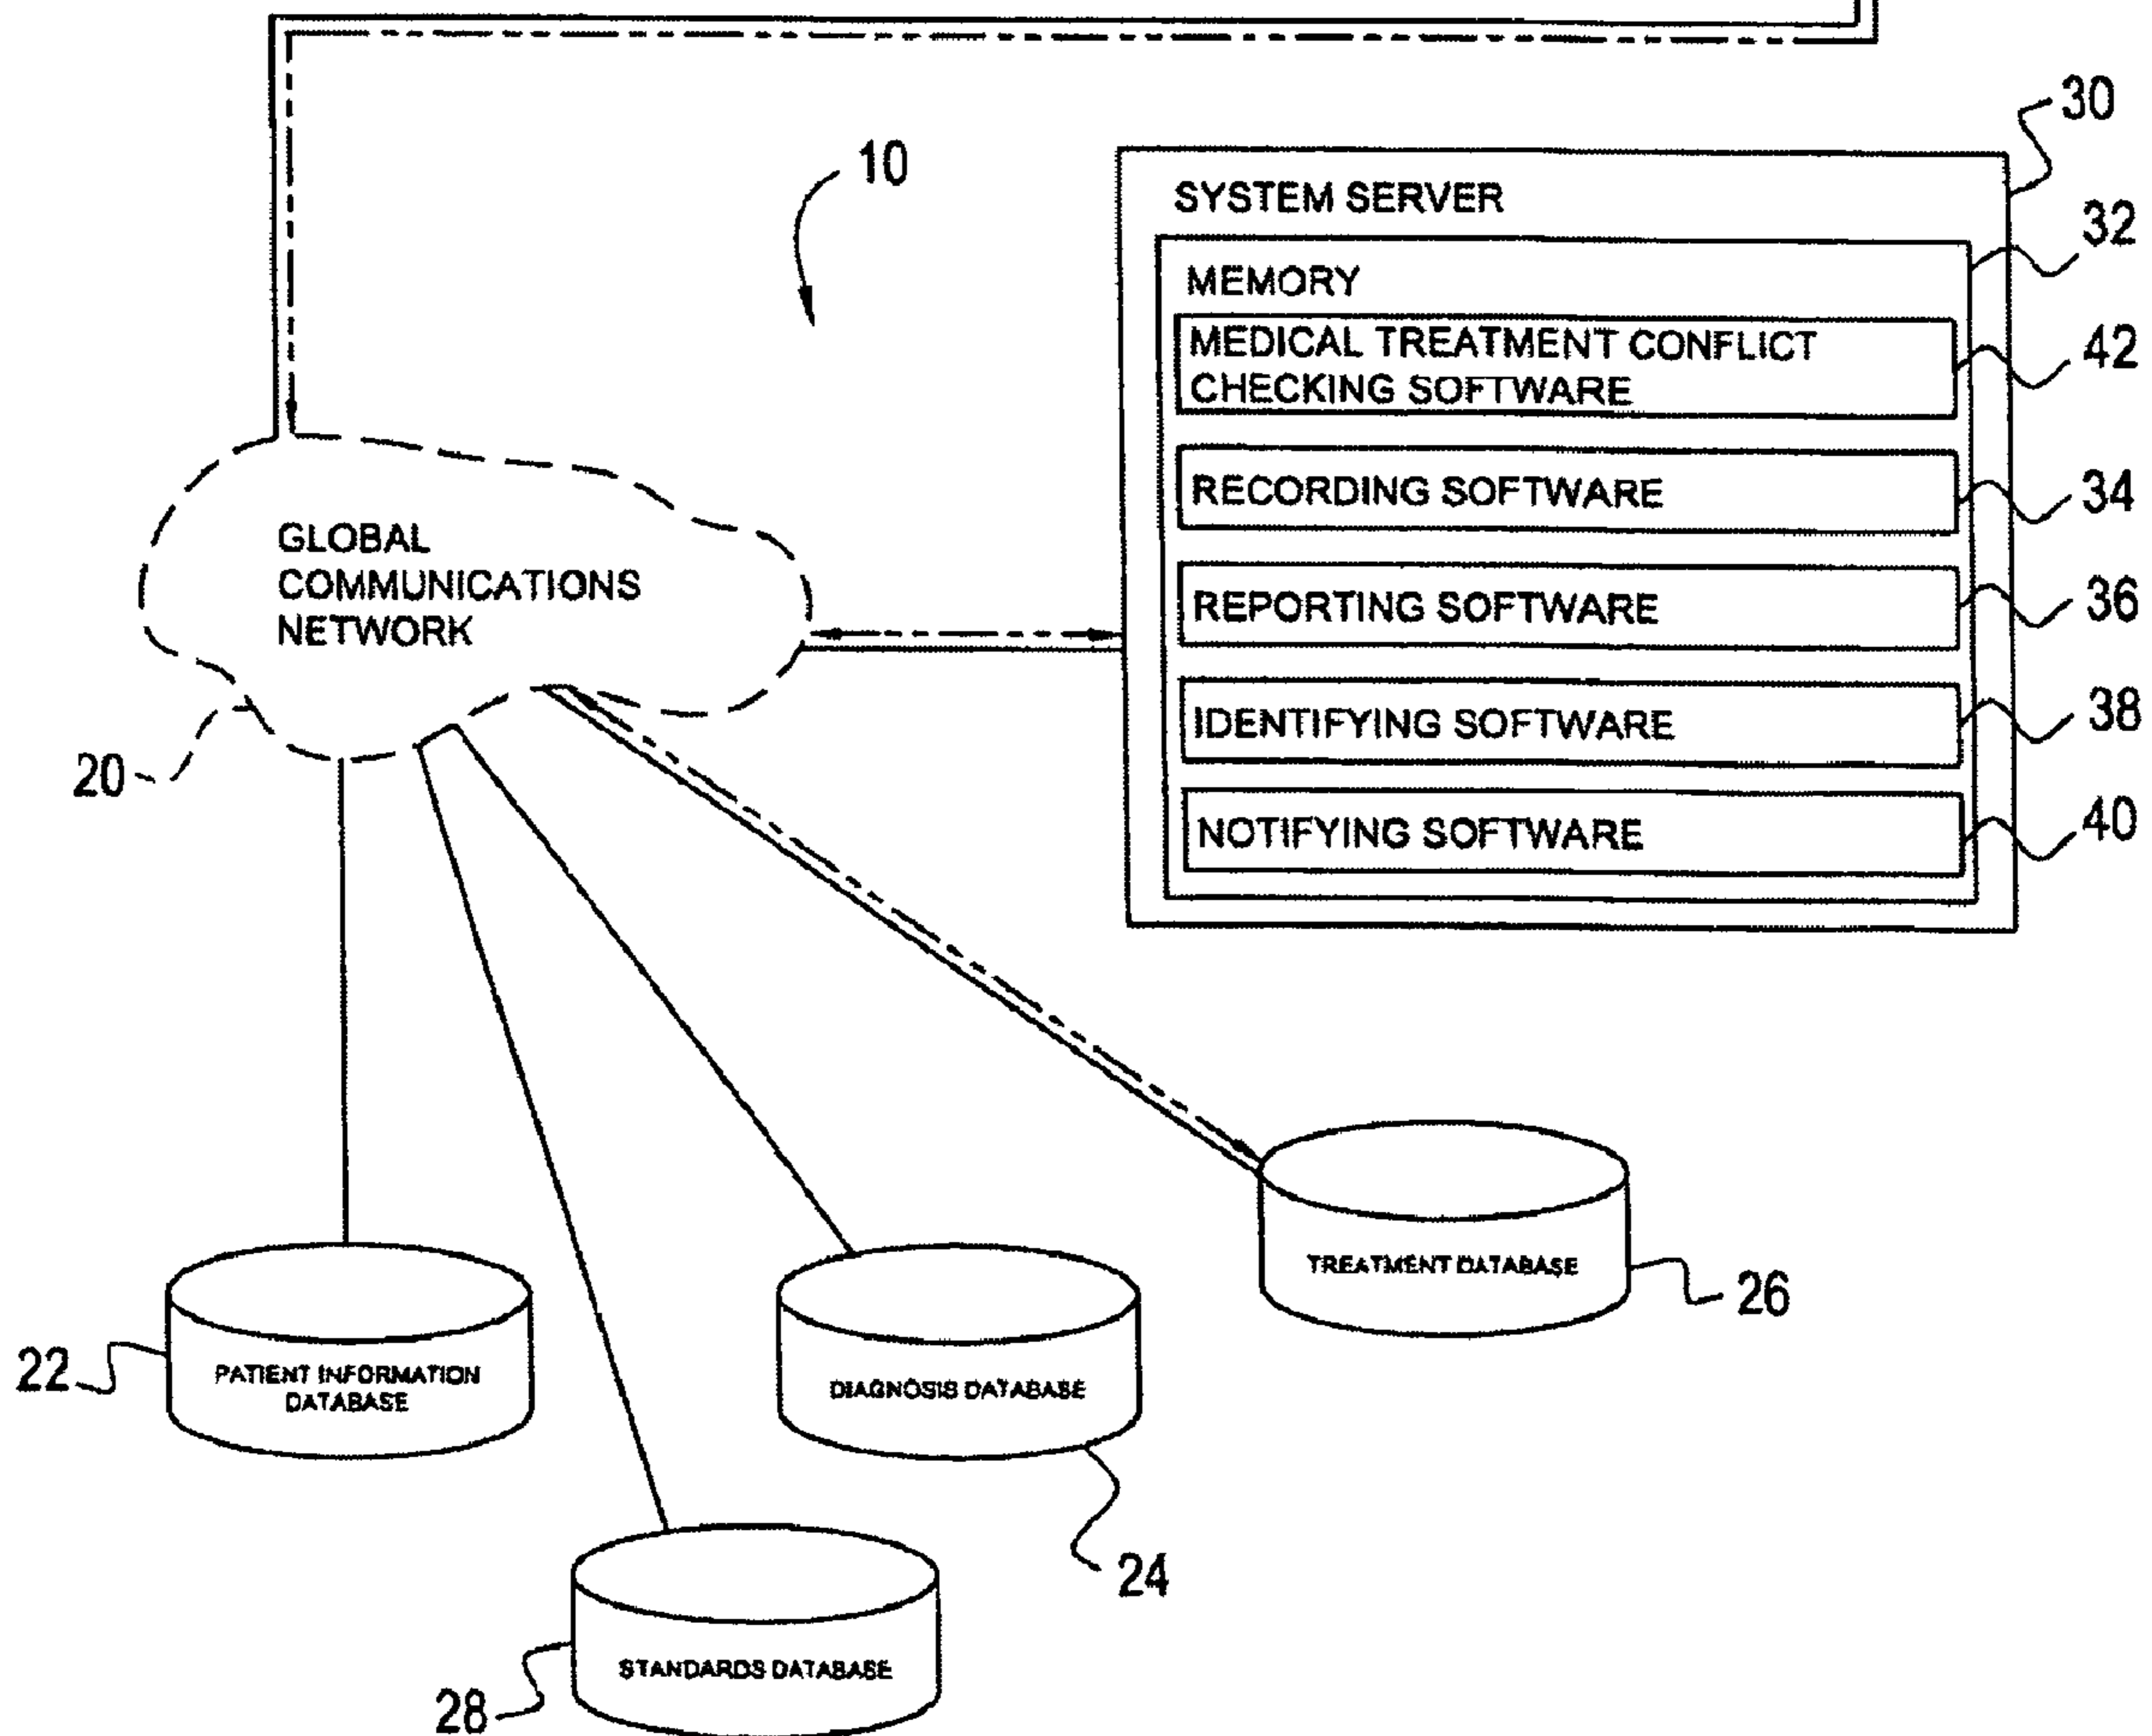 10
30
SYSTEM SERVER
32
MEMORY
MEDICAL TREATMENT CONFLICT
CHECKING SOFTWARE
42
RECORDING SOFTWARE
34
REPORTING SOFTWARE
36
IDENTIFYING SOFTWARE
38
NOTIFYING SOFTWARE
40
GLOBAL
COMMUNICATIONS
NETWORK
20
TREATMENT DATABASE
26
22
PATIENT INFORMATION
DATABASE
DIAGNOSIS DATABASE
24
STANDARDS DATABASE
28